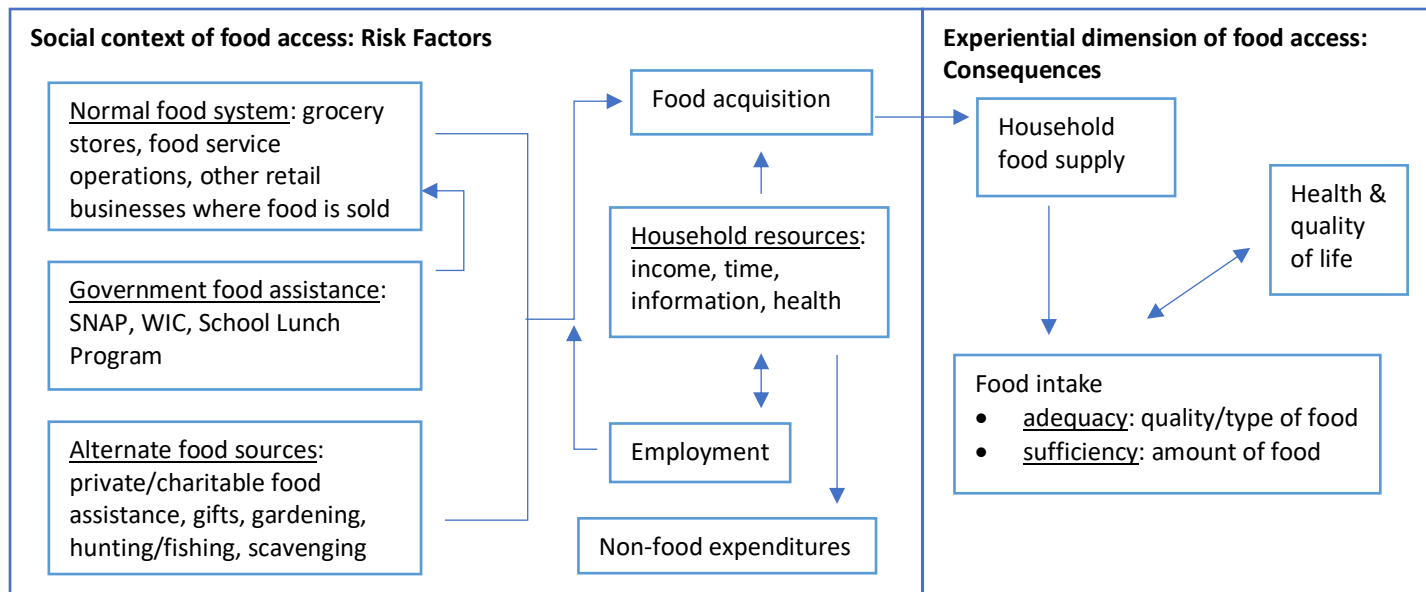 Social context of food access: Risk Factors
Normal food system: grocery
stores, food service
operations, other retail
businesses where food is sold
Government food assistance:
SNAP, WIC, School Lunch
Program
Alternate food sources:
private/charitable food
assistance, gifts, gardening,
hunting/fishing, scavenging
Food acquisition
Household resources:
income, time,
information, health
Employment
Non-food expenditures
Experiential dimension of food access:
Consequences
Household
food supply
Health &
quality
of life
Food intake
• adequacy: quality/type of food
• sufficiency: amount of food